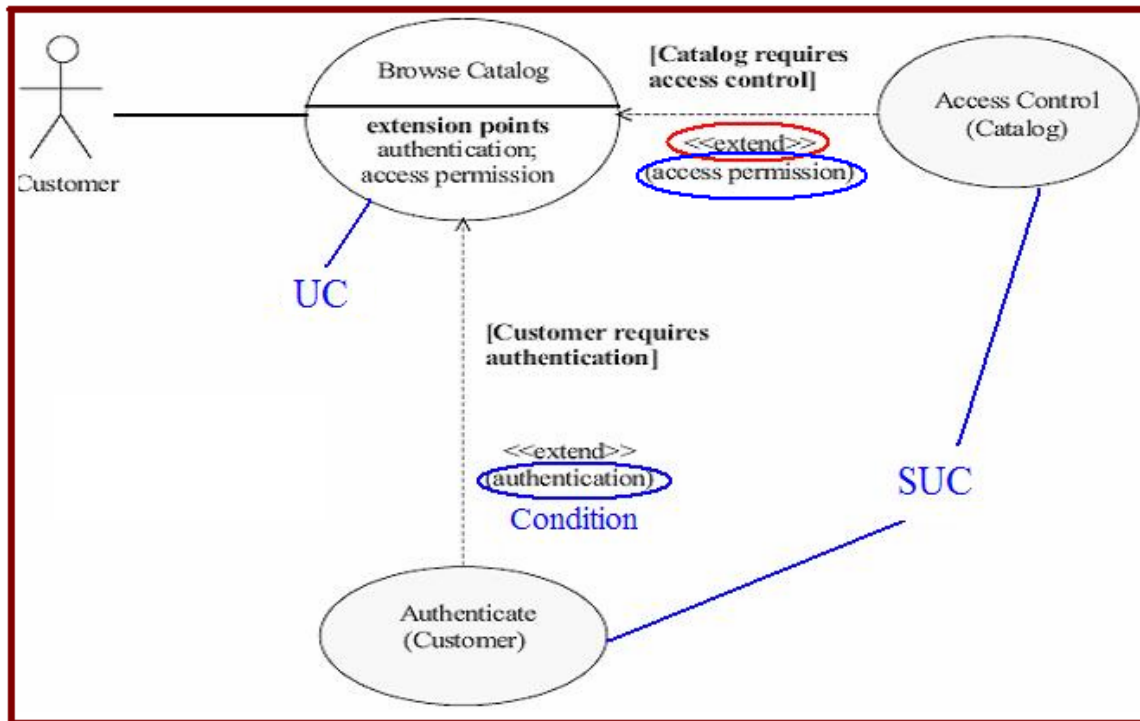 Customer
Browse Catalog
extension points
authentication;
access permission
[Catalog requires
access control]
<<extend>>
(access permission)
Access Control
(Catalog)
UC
[Customer requires
authentication]
<<extend>>
(authentication)
Condition
SUC
Authenticate
(Customer)